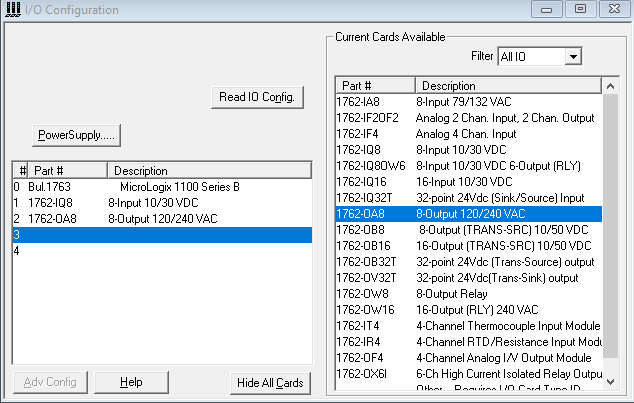 I/O Configuration
Current Cards Available
Filter All IO
Read IO Config.
PowerSupply.....
# Part # Description
0 Bul.1763 MicroLogix 1100 Series B
1 1762-IQ8 8-Input 10/30 VDC
2 1762-OA8 8-Output 120/240 VAC
3
4
Adv Config
Help
Hide All Cards
Part # Description
1762-IA8 8-Input 79/132 VAC
1762-IF2OF2 Analog 2 Chan. Input, 2 Chan. Output
1762-IF4 Analog 4 Chan. Input
1762-IQ8 8-Input 10/30 VDC
1762-IQ8OW6 8-Input 10/30 VDC 6-Output (RLY)
1762-IQ16 16-Input 10/30 VDC
1762-IQ32T 32-point 24Vdc (Sink/Source) Input
1762-OA8 8-Output 120/240 VAC
1762-OB8 8-Output (TRANS-SRC) 10/50 VDC
1762-OB16 16-Output (TRANS-SRC) 10/50 VDC
1762-OB32T 32-point 24Vdc(Trans-Source) output
1762-OV32T 32-point 24Vdc(Trans-Sink) output
1762-OW8 8-Output Relay
1762-OW16 16-Output (RLY) 240 VAC
1762-IT4 4-Channel Thermocouple Input Module
1762-IR4 4-Channel RTD/Resistance Input Modul
1762-OF4 4-Channel Analog I/V Output Module
1762-OX6I 6-Ch High Current Isolated Relay Outpu
Other -- Requires I/O Card Type ID